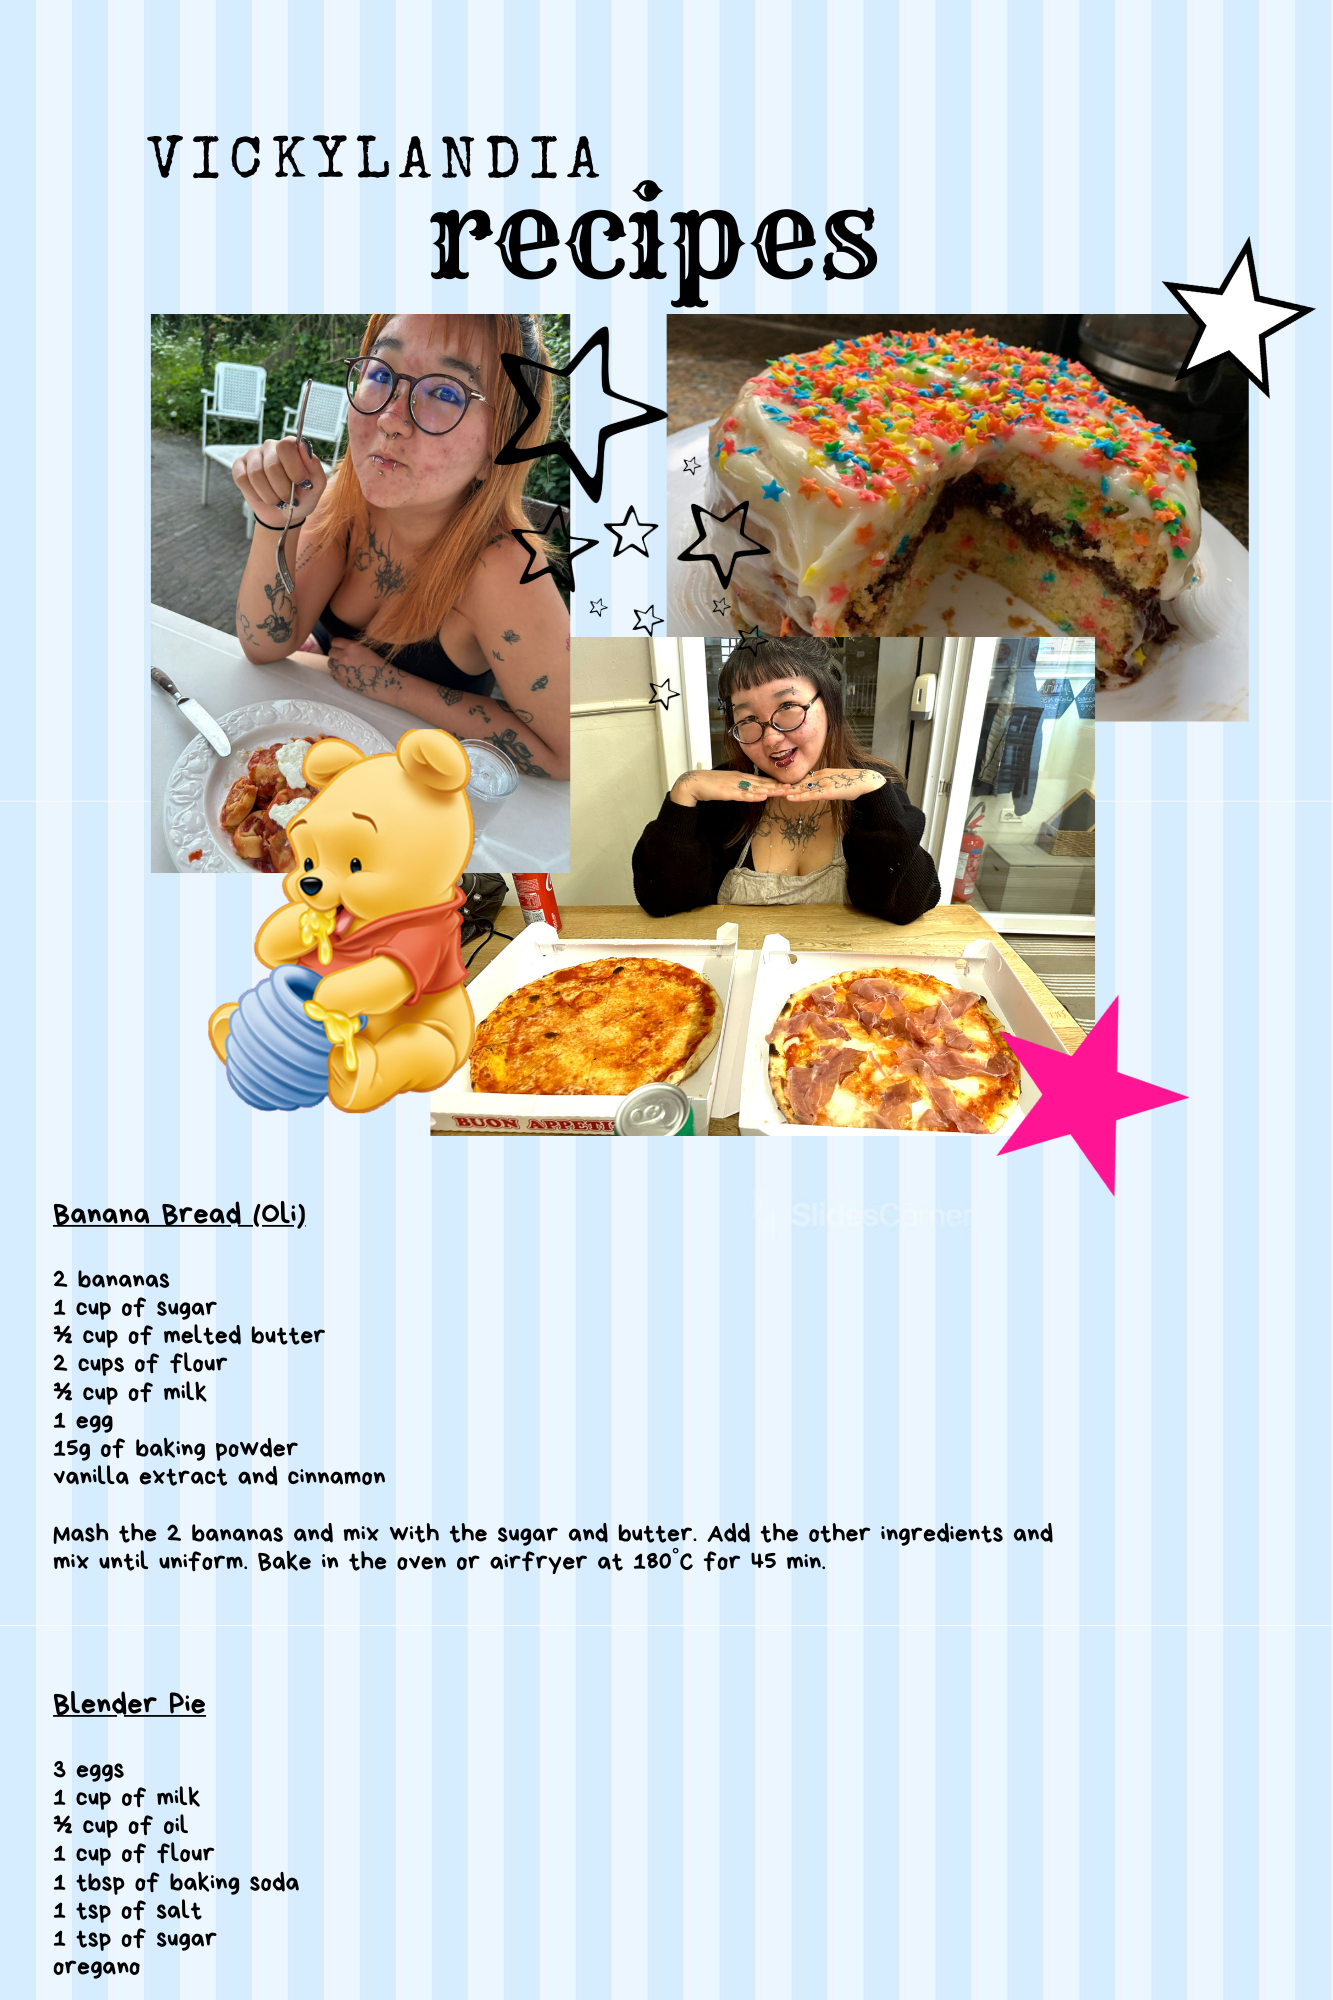 VICKYLANDIA
recipes
BUON APPETI
Banana Bread (Oli)
SlidesCarnival
2 bananas
1 cup of sugar
½ cup of melted butter
2 cups of flour
½ cup of milk
1 egg
15g of baking powder
vanilla extract and cinnamon
Mash the 2 bananas and mix with the sugar and butter. Add the other ingredients and
mix until uniform. Bake in the oven or airfryer at 180°C for 45 min.
Blender Pie
3 eggs
1 cup of milk
½ cup of oil
1 cup of flour
1 tbsp of baking soda
1 tsp of salt
1 tsp of sugar
oregano